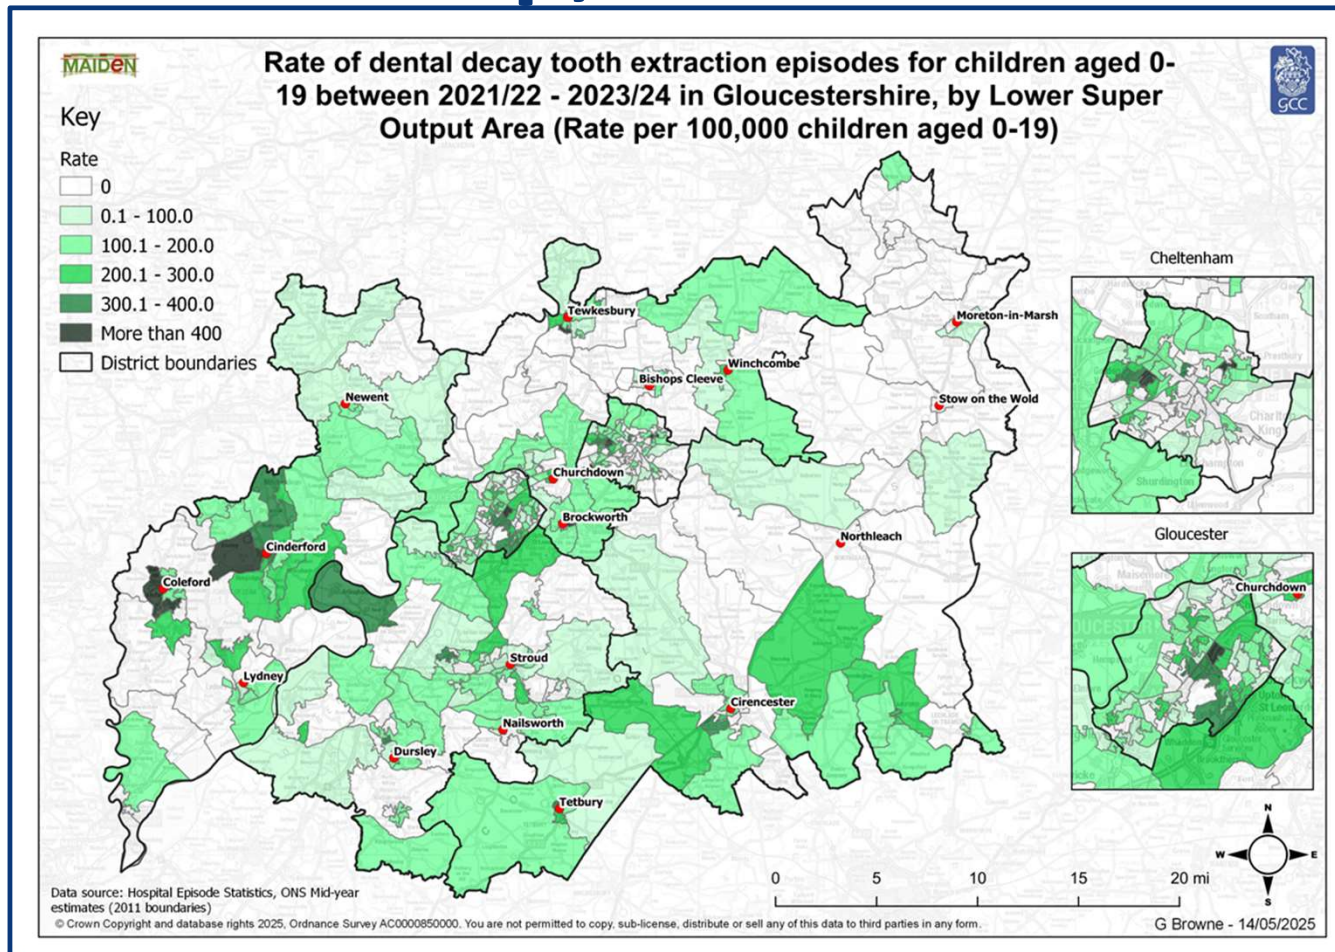 MAIDeN
Rate of dental decay tooth extraction episodes for children aged 0-
19 between 2021/22 - 2023/24 in Gloucestershire, by Lower Super
Output Area (Rate per 100,000 children aged 0-19)
GCC
Key
Rate
0
0.1 - 100.0
100.1 - 200.0
200.1 - 300.0
300.1 - 400.0
More than 400
District boundaries
Tewkesbury
Moreton-in-Marsh
Winchcombe
Bishops Cleeve
Newent
Stow on the Wold
Churchdown
Brockworth
Northleach
Cinderford
Coleford
Stroud
Lydney
Cirencester
Nailsworth
Dursley
Tetbury
Cheltenham
Prestbury
Charlton
Kings
Shurdington
Gloucester
Maisemore
Churchdown
Hempsted
N
W
E
S
0
5
10
15
20 mi
Data source: Hospital Episode Statistics, ONS Mid-year
estimates (2011 boundaries)
© Crown Copyright and database rights 2025, Ordnance Survey AC0000850000. You are not permitted to copy, sub-license, distribute or sell any of this data to third parties in any form.
G Browne - 14/05/2025